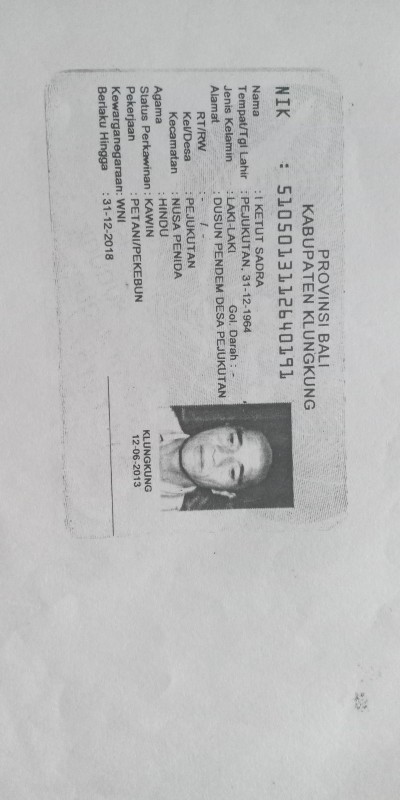 PROVINSI BALI
KABUPATEN KLUNGKUNG
NIK : 5105013112640191
Nama : I KETUT SADRA
Tempat/Tgl Lahir : PEJUKUTAN, 31-12-1964
Jenis Kelamin : LAKI-LAKI Gol. Darah : -
Alamat : DUSUN PENDEM DESA PEJUKUTAN
RT/RW : - / -
Kel/Desa : PEJUKUTAN
Kecamatan : NUSA PENIDA
Agama : HINDU
Status Perkawinan : KAWIN
Pekerjaan : PETANI/PEKEBUN
Kewarganegaraan: WNI
Berlaku Hingga : 31-12-2018
KLUNGKUNG
12-06-2013